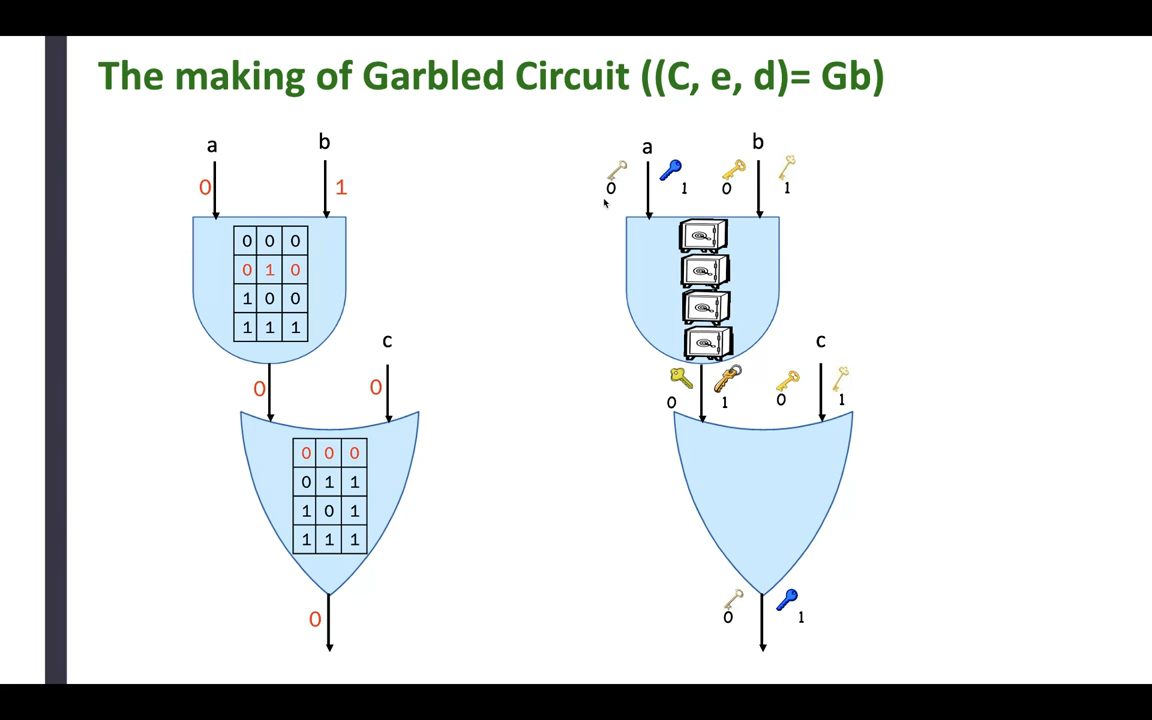 The making of Garbled Circuit ((C, e, d)= Gb)
a b
0 1
0 0 0
0 1 0
1 0 0
1 1 1
c
0 0
0 0 0
0 1 1
1 0 1
1 1 1
0
a b
0 1 0 1
c
0 1 0 1
0 1